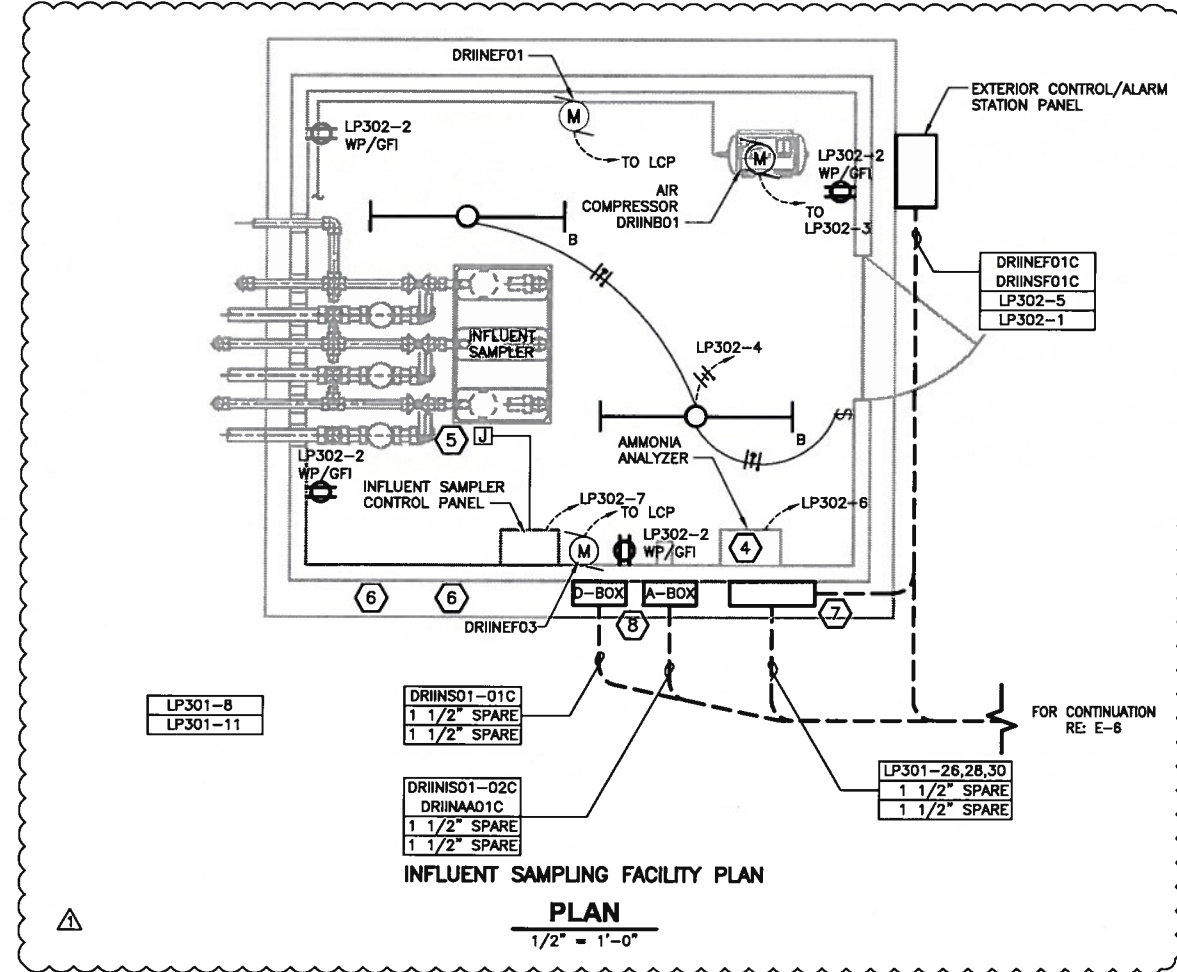 DRIINEF01
EXTERIOR CONTROL/ALARM
STATION PANEL
LP302-2
WP/GFI
M
TO LCP
M
LP302-2
WP/GFI
AIR
COMPRESSOR
DRIINB01
TO
LP302-3
B
DRIINEF01C
DRIINSF01C
LP302-5
LP302-1
INFLUENT
SAMPLER
LP302-4
5
J
AMMONIA
ANALYZER
B
$
LP302-2
WP/GFI
INFLUENT SAMPLER
CONTROL PANEL
LP302-7
TO LCP
LP302-6
M
LP302-2
WP/GFI
4
6
6
D-BOX
A-BOX
7
8
DRIINEF03
LP301-8
LP301-11
DRIINS01-01C
1 1/2" SPARE
1 1/2" SPARE
FOR CONTINUATION
RE: E-6
DRIINIS01-02C
DRIINAA01C
1 1/2" SPARE
1 1/2" SPARE
LP301-26,28,30
1 1/2" SPARE
1 1/2" SPARE
INFLUENT SAMPLING FACILITY PLAN
PLAN
1/2" = 1'-0"
1